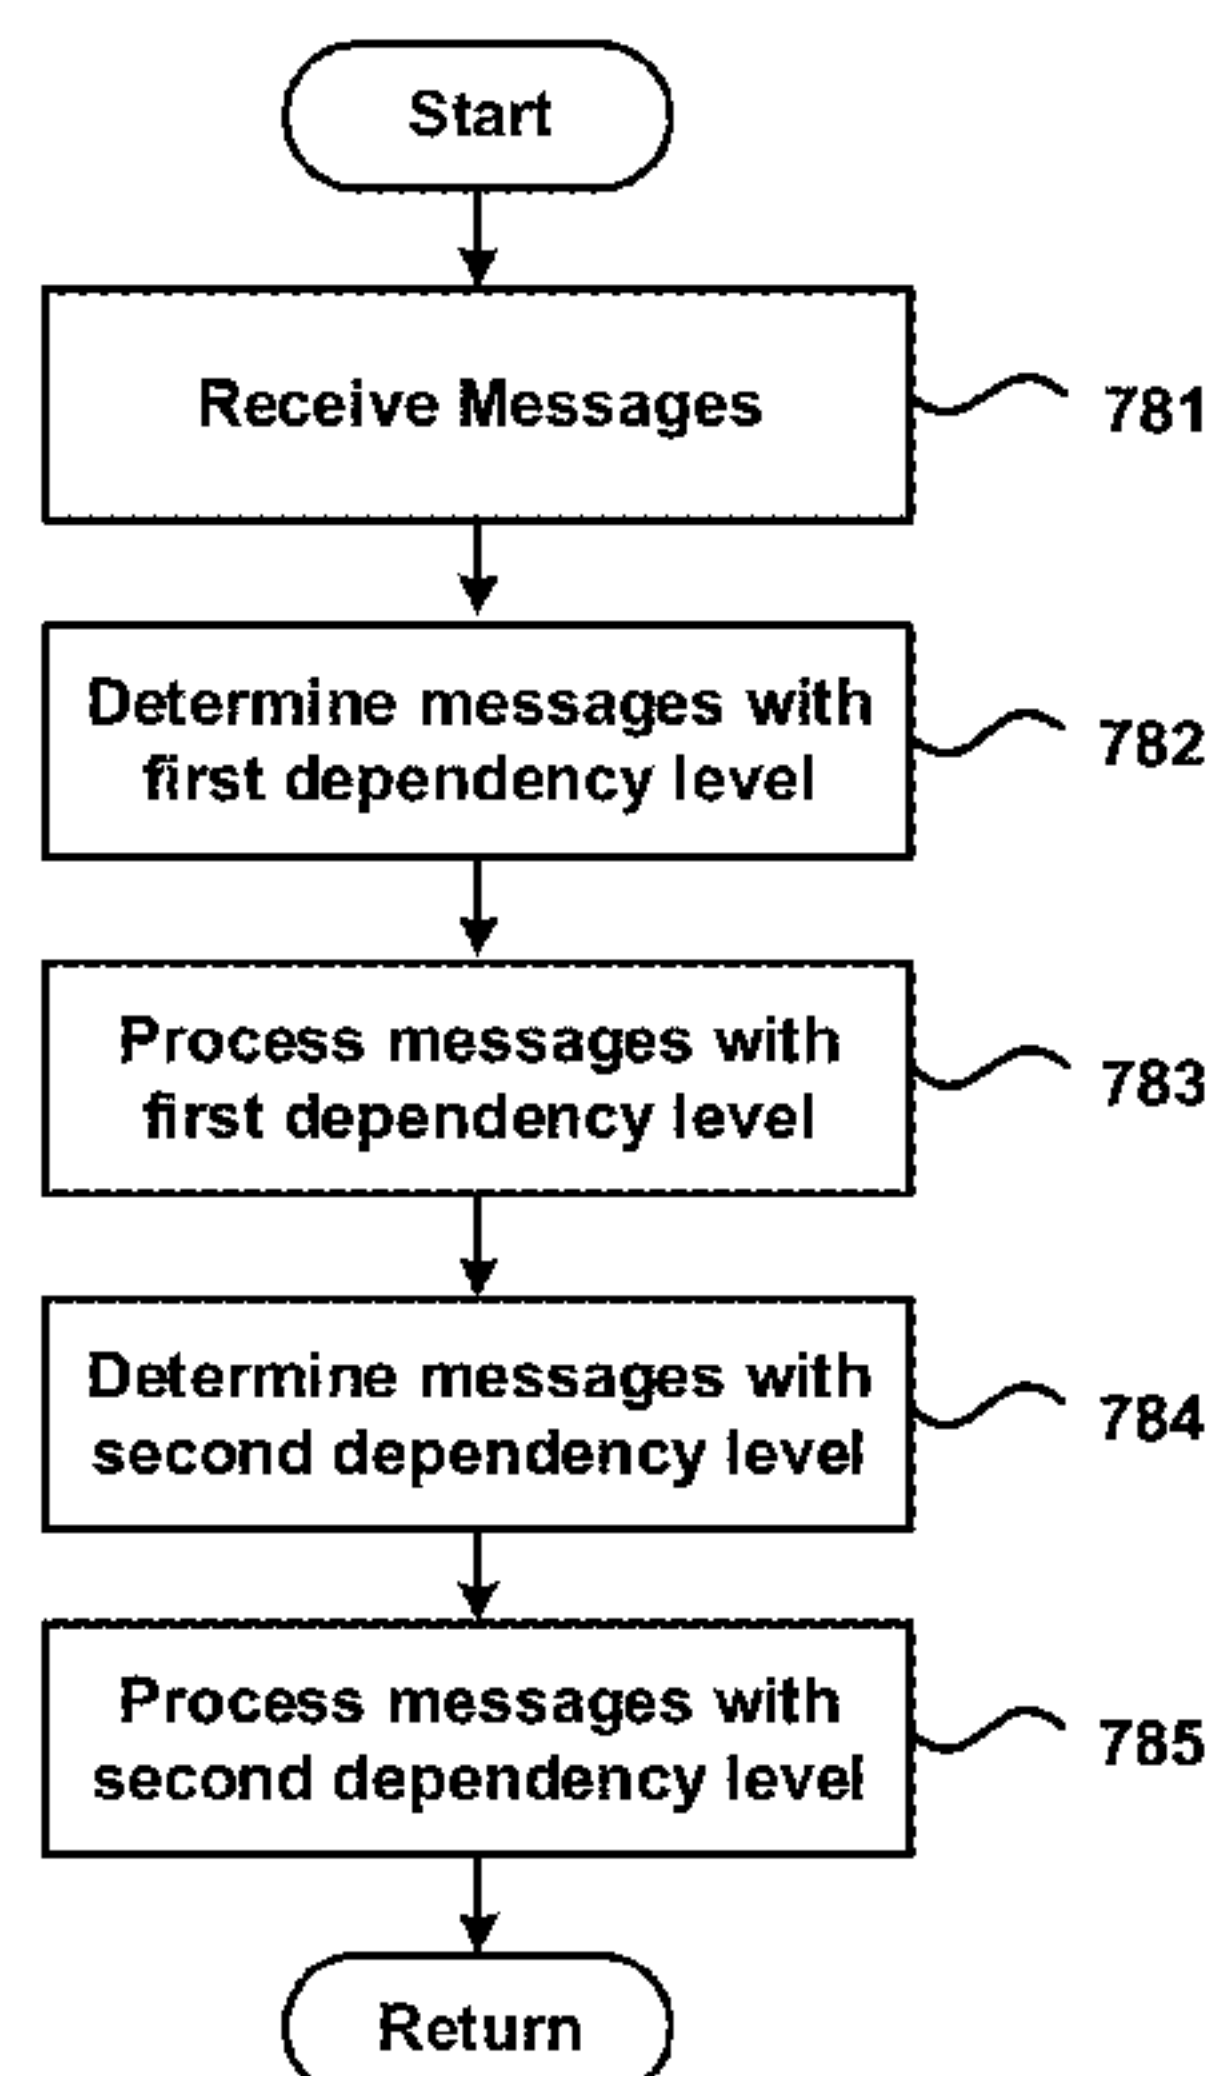 Start
Receive Messages
781
Determine messages with
first dependency level
782
Process messages with
first dependency level
783
Determine messages with
second dependency level
784
Process messages with
second dependency level
785
Return